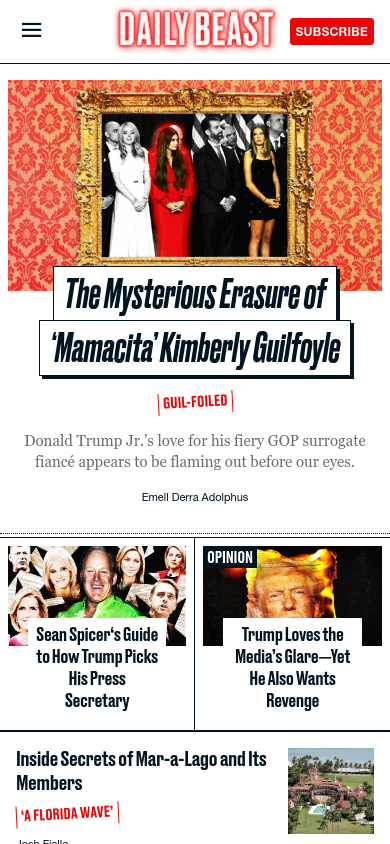 DAILY BEAST
SUBSCRIBE
The Mysterious Erasure of
‘Mamacita’ Kimberly Guilfoyle
GUIL-FOILED
Donald Trump Jr.’s love for his fiery GOP surrogate
fiancé appears to be flaming out before our eyes.
Emell Derra Adolphus
Sean Spicer‘s Guide
to How Trump Picks
His Press
Secretary
OPINION
Trump Loves the
Media’s Glare—Yet
He Also Wants
Revenge
Inside Secrets of Mar-a-Lago and Its
Members
‘A FLORIDA WAVE’
Josh Fiallo